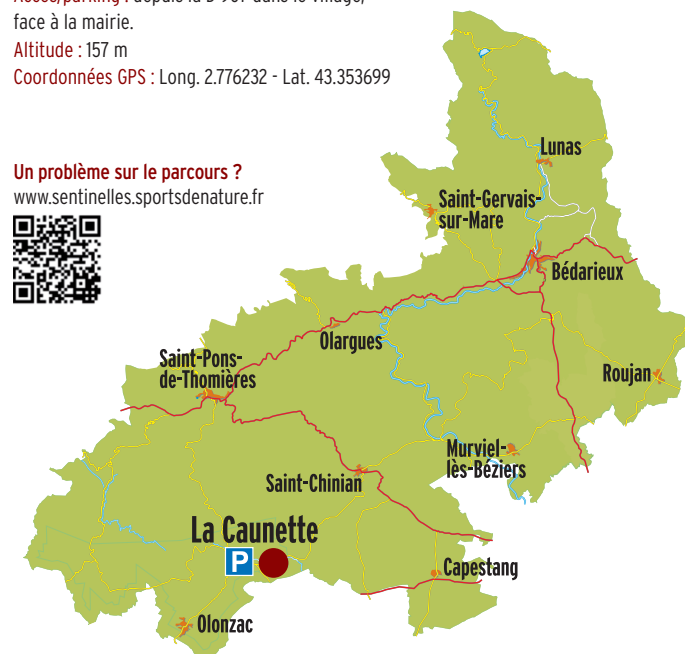 face à la mairie.
Altitude : 157 m
Coordonnées GPS : Long. 2.776232 - Lat. 43.353699
Un problème sur le parcours ?
www.sentinelles.sportsdenature.fr
Lunas
Saint-Gervais-
sur-Mare
Bédarieux
Olargues
Saint-Pons-
de-Thomières
Roujan
Murviel-
lès-Béziers
Saint-Chinian
La Caunette
P
Capestang
Olonzac